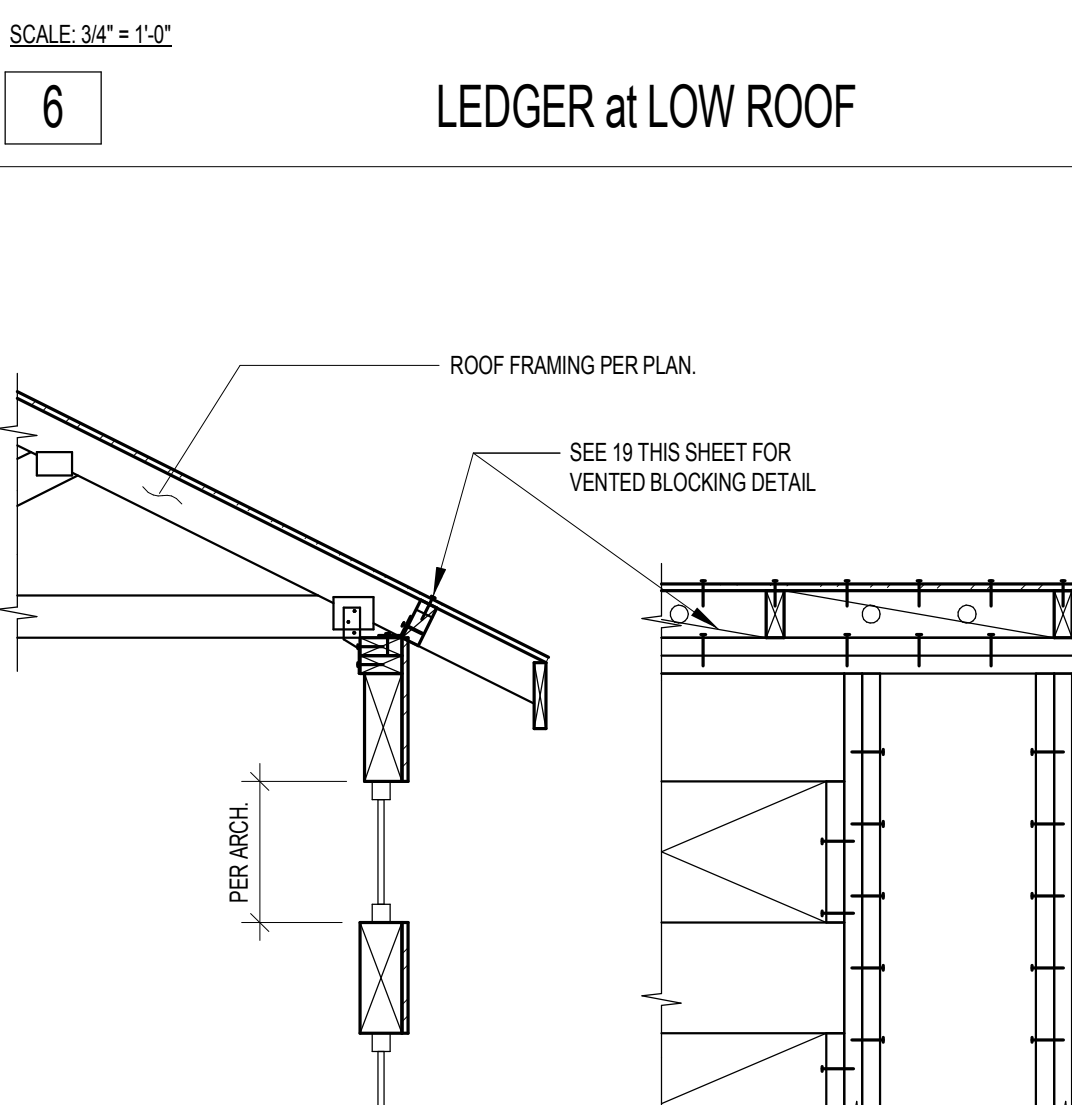 SCALE: 3/4" = 1'-0"
6
LEDGER at LOW ROOF
ROOF FRAMING PER PLAN.
SEE 19 THIS SHEET FOR
VENTED BLOCKING DETAIL
PER ARCH.